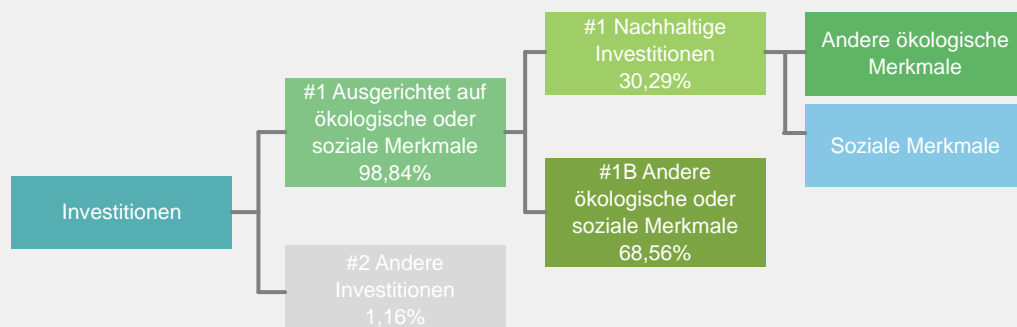 Investitionen
#1 Ausgerichtet auf
ökologische oder
soziale Merkmale
98,84%
#2 Andere
Investitionen
1,16%
#1 Nachhaltige
Investitionen
30,29%
#1B Andere
ökologische oder
soziale Merkmale
68,56%
Andere ökologische
Merkmale
Soziale Merkmale